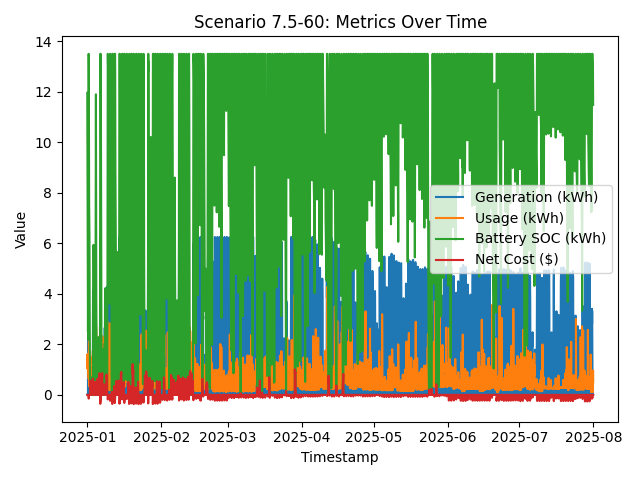 Scenario 7.5-60: Metrics Over Time
14
12
10
8
6
4
2
0
Value
Generation (kWh)
Usage (kWh)
Battery SOC (kWh)
Net Cost ($)
2025-01 2025-02 2025-03 2025-04 2025-05 2025-06 2025-07 2025-08
Timestamp